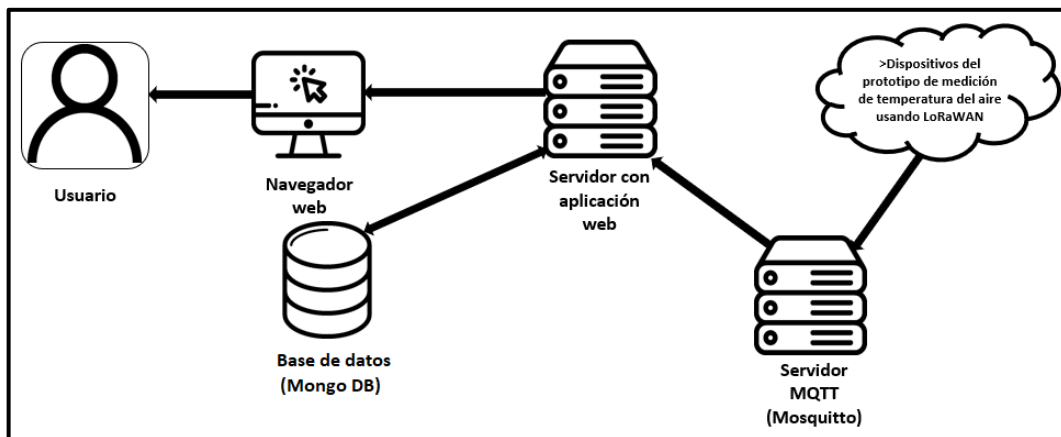 >Dispositivos del
prototipo de medición
de temperatura del aire
usando LoRaWAN
Usuario
Navegador
web
Servidor con
aplicación
web
Base de datos
(Mongo DB)
Servidor
MQTT
(Mosquitto)